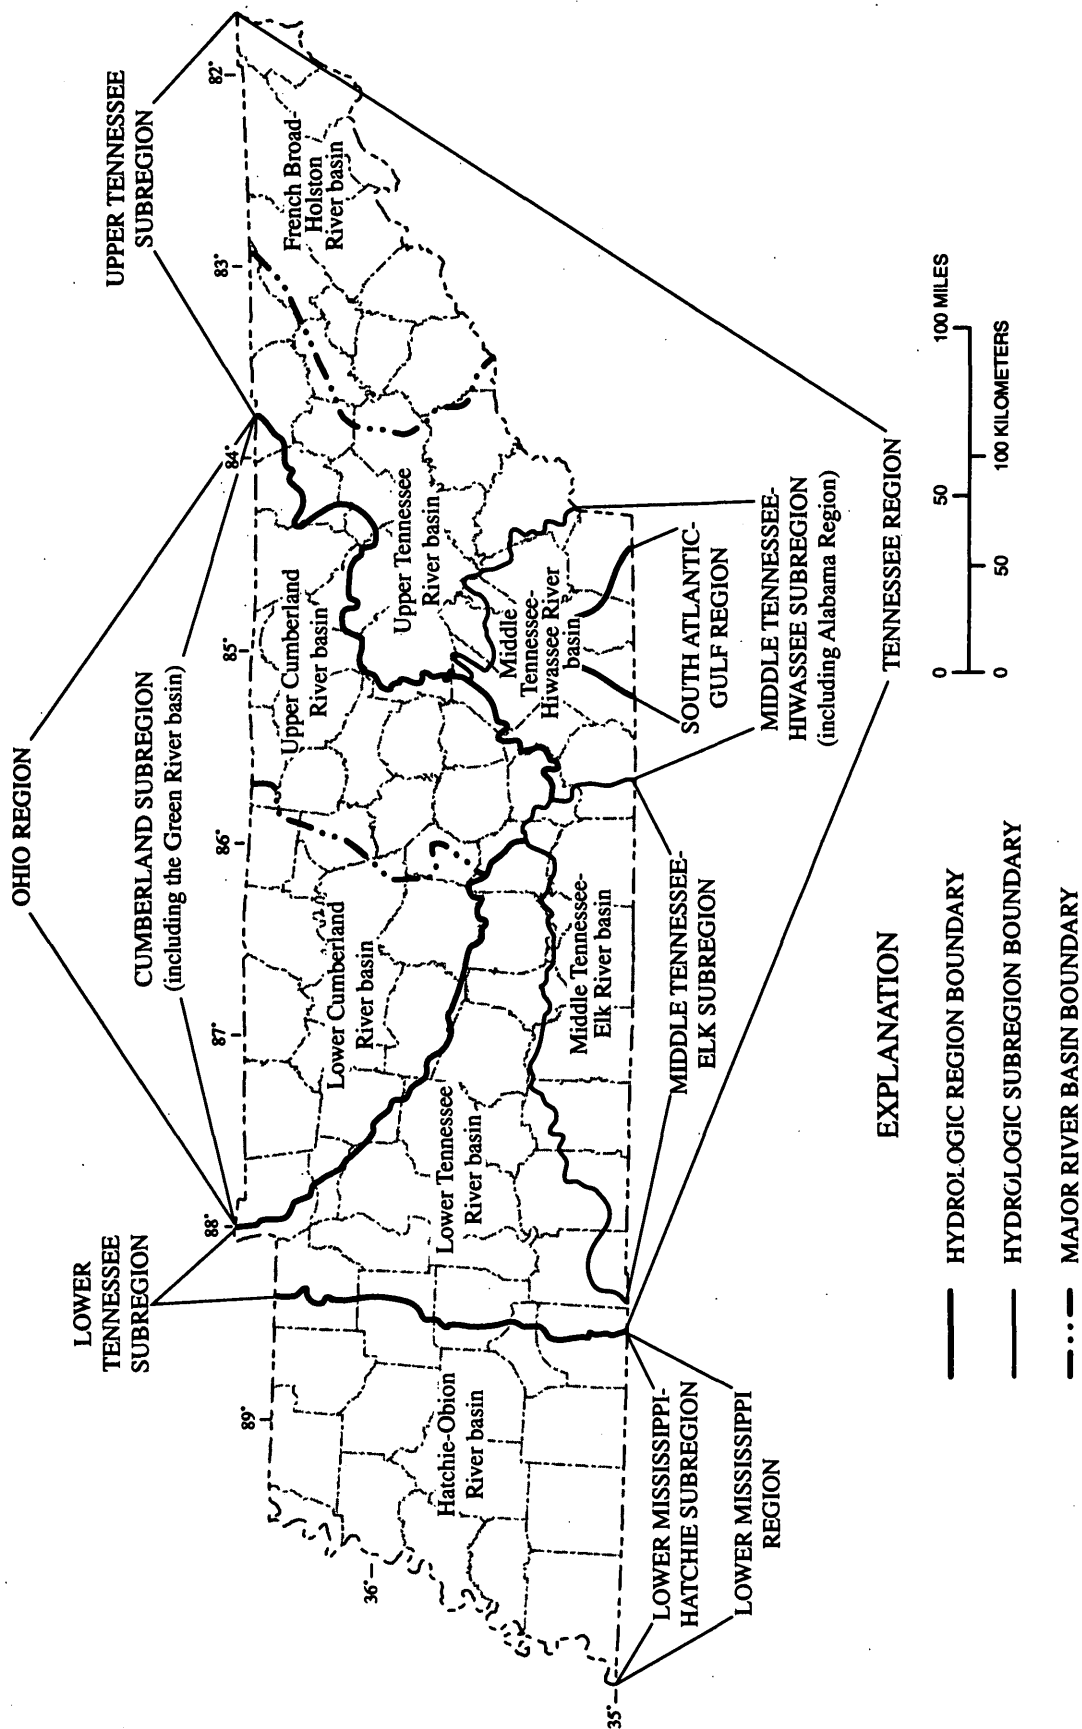 OHIO REGION
CUMBERLAND SUBREGION
(including the Green River basin)
LOWER
TENNESSEE
SUBREGION
UPPER TENNESSEE
SUBREGION
89°
88°
87°
86°
85°
84°
83°
82°
36°
35°
Hatchie-Obion
River basin
Lower Tennessee
River basin
Lower Cumberland
River basin
Middle Tennessee-
Elk River basin
Upper Cumberland
River basin
Upper Tennessee
River basin
Middle
Tennessee-
Hiwassee River
basin
French Broad-
Holston
River basin
LOWER MISSISSIPPI-
HATCHIE SUBREGION
LOWER MISSISSIPPI
REGION
MIDDLE TENNESSEE-
ELK SUBREGION
SOUTH ATLANTIC-
GULF REGION
MIDDLE TENNESSEE-
HIWASSEE SUBREGION
(including Alabama Region)
TENNESSEE REGION
0 50 100 MILES
0 50 100 KILOMETERS
EXPLANATION
HYDROLOGIC REGION BOUNDARY
HYDROLOGIC SUBREGION BOUNDARY
MAJOR RIVER BASIN BOUNDARY